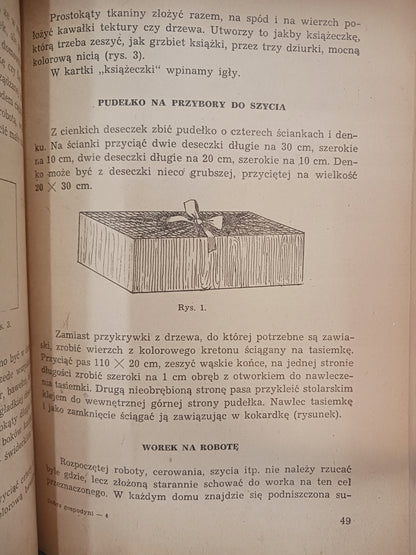 Prostokąty tkaniny złożyć razem, na spód i na wierzch po-
łożyć kawałki tektury czy drzewa. Utworzy to jakby książeczkę,
którą trzeba zeszyć, jak grzbiet książki, przez trzy dziurki, mocną
kolorową nicią (rys. 3).
W kartki „książeczki" wpinamy igły.
PUDEŁKO NA PRZYBORY DO SZYCIA
Z cienkich deseczek zbić pudełko o czterech ściankach i den-
ku. Na ścianki przyciąć dwie deseczki długie na 30 cm, szerokie
na 10 cm, dwie deseczki długie na 20 cm, szerokie na 10 cm. Den-
ko może być z deseczki nieco grubszej, przyciętej na wielkość
20 × 30 cm.
Rys. 1.
Zamiast przykrywki z drzewa, do której potrzebne są zawia-
ski, zrobić wierzch z kolorowego kretonu ściągany na tasiemkę.
Przyciąć pas 110 × 20 cm, zeszyć wąskie końce, na jednej stronie
długości zrobić szeroki na 1 cm obręb z otworkiem do nawlecze-
nia tasiemki. Drugą nieobrębioną stronę pasa przykleić stolarskim
klejem do wewnętrznej górnej strony pudełka. Nawlec tasiemkę
i jako zamknięcie ściągać ją zawiązując w kokardkę (rysunek).
WOREK NA ROBOTĘ
Rozpoczętej roboty, cerowania, szycia itp. nie należy rzucać
byle gdzie, lecz złożoną starannie schować do worka na ten cel
przeznaczonego. W każdym domu znajdzie się podniszczona su-
gospodyni — 4
49